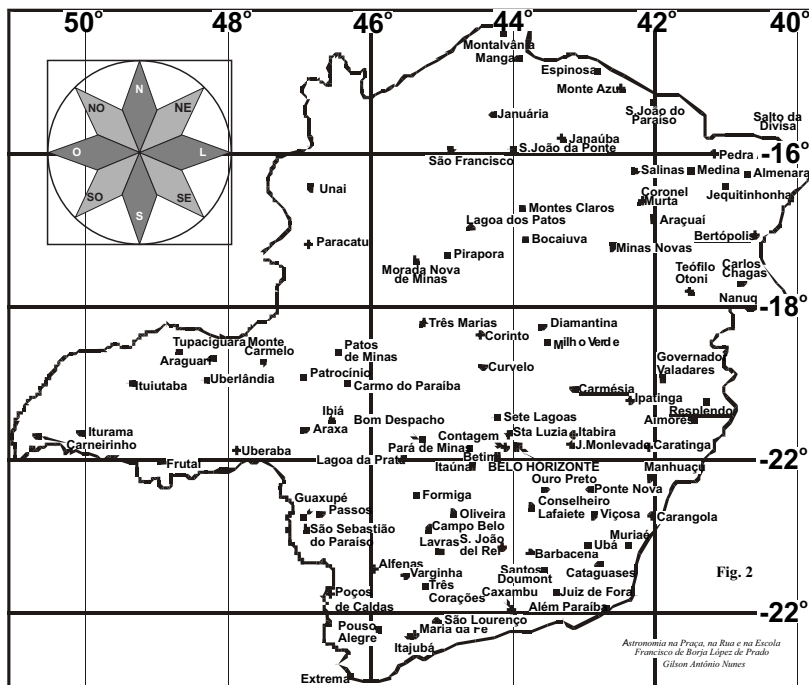 50° 48° 46° 44° 42° 40°
Montalvânia
Manga
Espinosa
Monte Azul
S.João do
Paraíso
Salto da
Divisa
N
NO NE
O L
SO SE
S
Januária
Janaúba
São Francisco
S.João da Ponte
Pedra
-16°
Salinas
Medina
Almenara
Unai
Coronel
Murta
Jequitinhonha
Montes Claros
Lagoa dos Patos
Araçuaí
Paracatu
Bocaiuva
Minas Novas
Bertópolis
Pirapora
Morada Nova
de Minas
Teófilo
Otoni
Carlos
Chagas
Nanuq
-18°
Três Marias
Diamantina
Corinto
Milho Verde
Tupaciguara
Monte
Carmelo
Araguari
Patos
de Minas
Curvelo
Governado
Valadares
Ituiutaba
Uberlândia
Patrocínio
Carmo do Paraíba
Carmésia
Ipatinga
Resplendo
Ibiá
Bom Despacho
Sete Lagoas
Aimorés
Iturama
Carneirinho
Araxa
Contagem
Sta Luzia
Itabira
Pará de Minas
J.Monlevade
Caratinga
Uberaba
Frutal
Lagoa da Prata
Betim
Itaúna
BELO HORIZONTE
Manhuaçú
-22°
Ouro Preto
Ponte Nova
Guaxupé
Passos
Formiga
Conselheiro
Lafaiete
Oliveira
Viçosa
Carangola
São Sebastião
do Paraíso
Campo Belo
Lavras
S. João
del Rei
Muriaé
Ubá
Barbacena
Alfenas
Varginha
Santos
Doumont
Cataguases
Fig. 2
Três
Corações
Poços
de Caldas
Caxambu
Juiz de Fora
Além Paraíba
-22°
São Lourenço
Pouso
Alegre
Maria da Fé
Itajubá
Extrema
Astronomia na Praça, na Rua e na Escola
Francisco de Borja López de Prado
Gilson Antônio Nunes